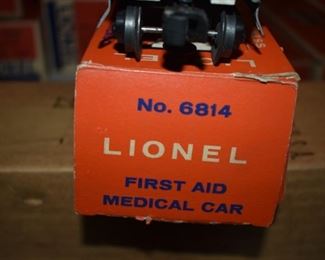 No. 6814
LIONEL
FIRST AID
MEDICAL CAR